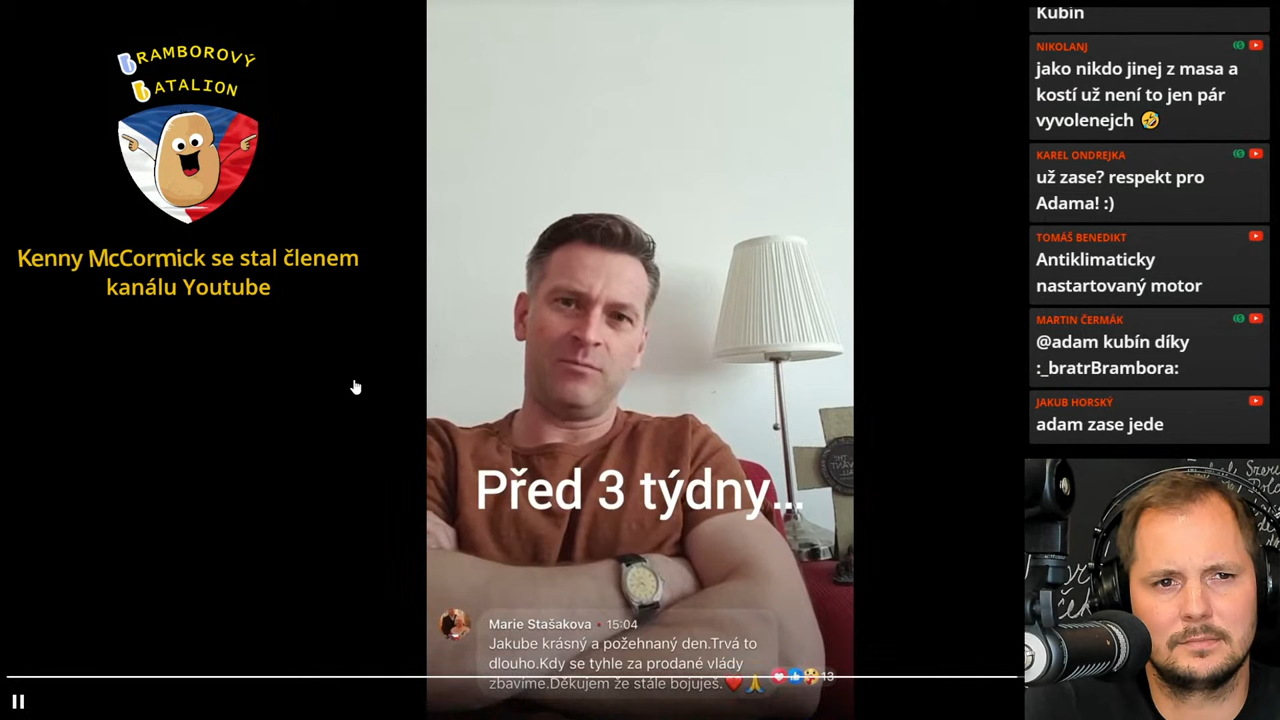 BRAMBOROVÝ
BATALION
Kenny McCormick se stal členem
kanálu Youtube
Před 3 týdny...
Marie Stašakova • 15:04
Jakube krásný a požehnaný den.Trvá to
dlouho.Kdy se tyhle za prodané vlády
zbavíme.Děkujem že stále bojuješ.❤️🙏
13
Kubín
NIKOLANJ
jako nikdo jinej z masa a
kostí už není to jen pár
vyvolenejch 🤣
KAREL ONDREJKA
už zase? respekt pro
Adama! :)
TOMÁŠ BENEDIKT
Antiklimaticky
nastartovaný motor
MARTIN ČERMÁK
@adam kubín díky
:_bratrBrambora:
JAKUB HORSKÝ
adam zase jede